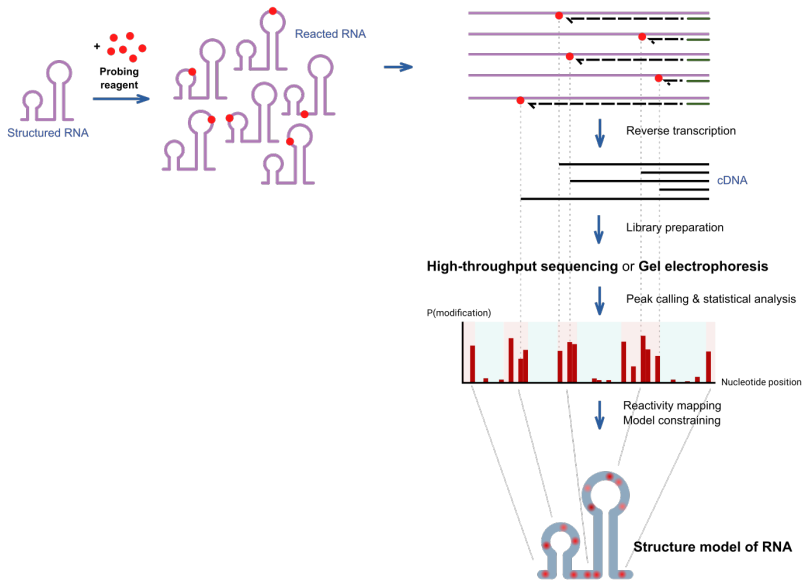 +
Probing
reagent
Structured RNA
Reacted RNA
Reverse transcription
cDNA
Library preparation
High-throughput sequencing or Gel electrophoresis
Peak calling & statistical analysis
P(modification)
Nucleotide position
Reactivity mapping
Model constraining
Structure model of RNA